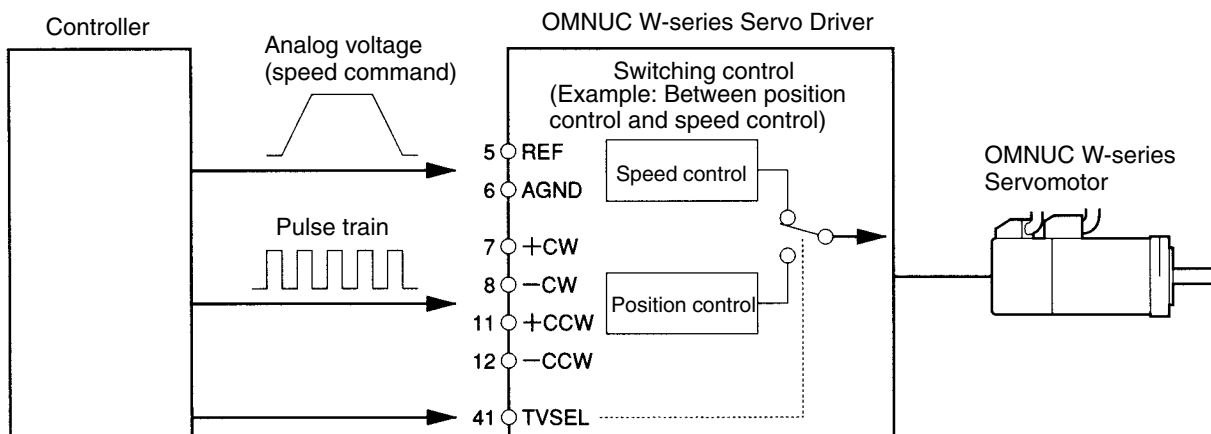 Controller
OMNUC W-series Servo Driver
Analog voltage
(speed command)
Switching control
(Example: Between position
control and speed control)
5 REF
6 AGND
Speed control
OMNUC W-series
Servomotor
Pulse train
7 +CW
8 −CW
11 +CCW
12 −CCW
Position control
41 TVSEL